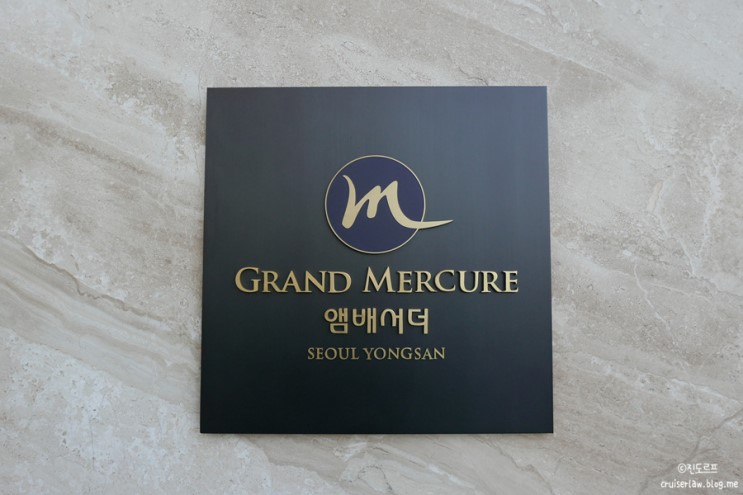 GRAND MERCURE
앰배서더
SEOUL YONGSAN
©진도르프
cruiserlaw.blog.me